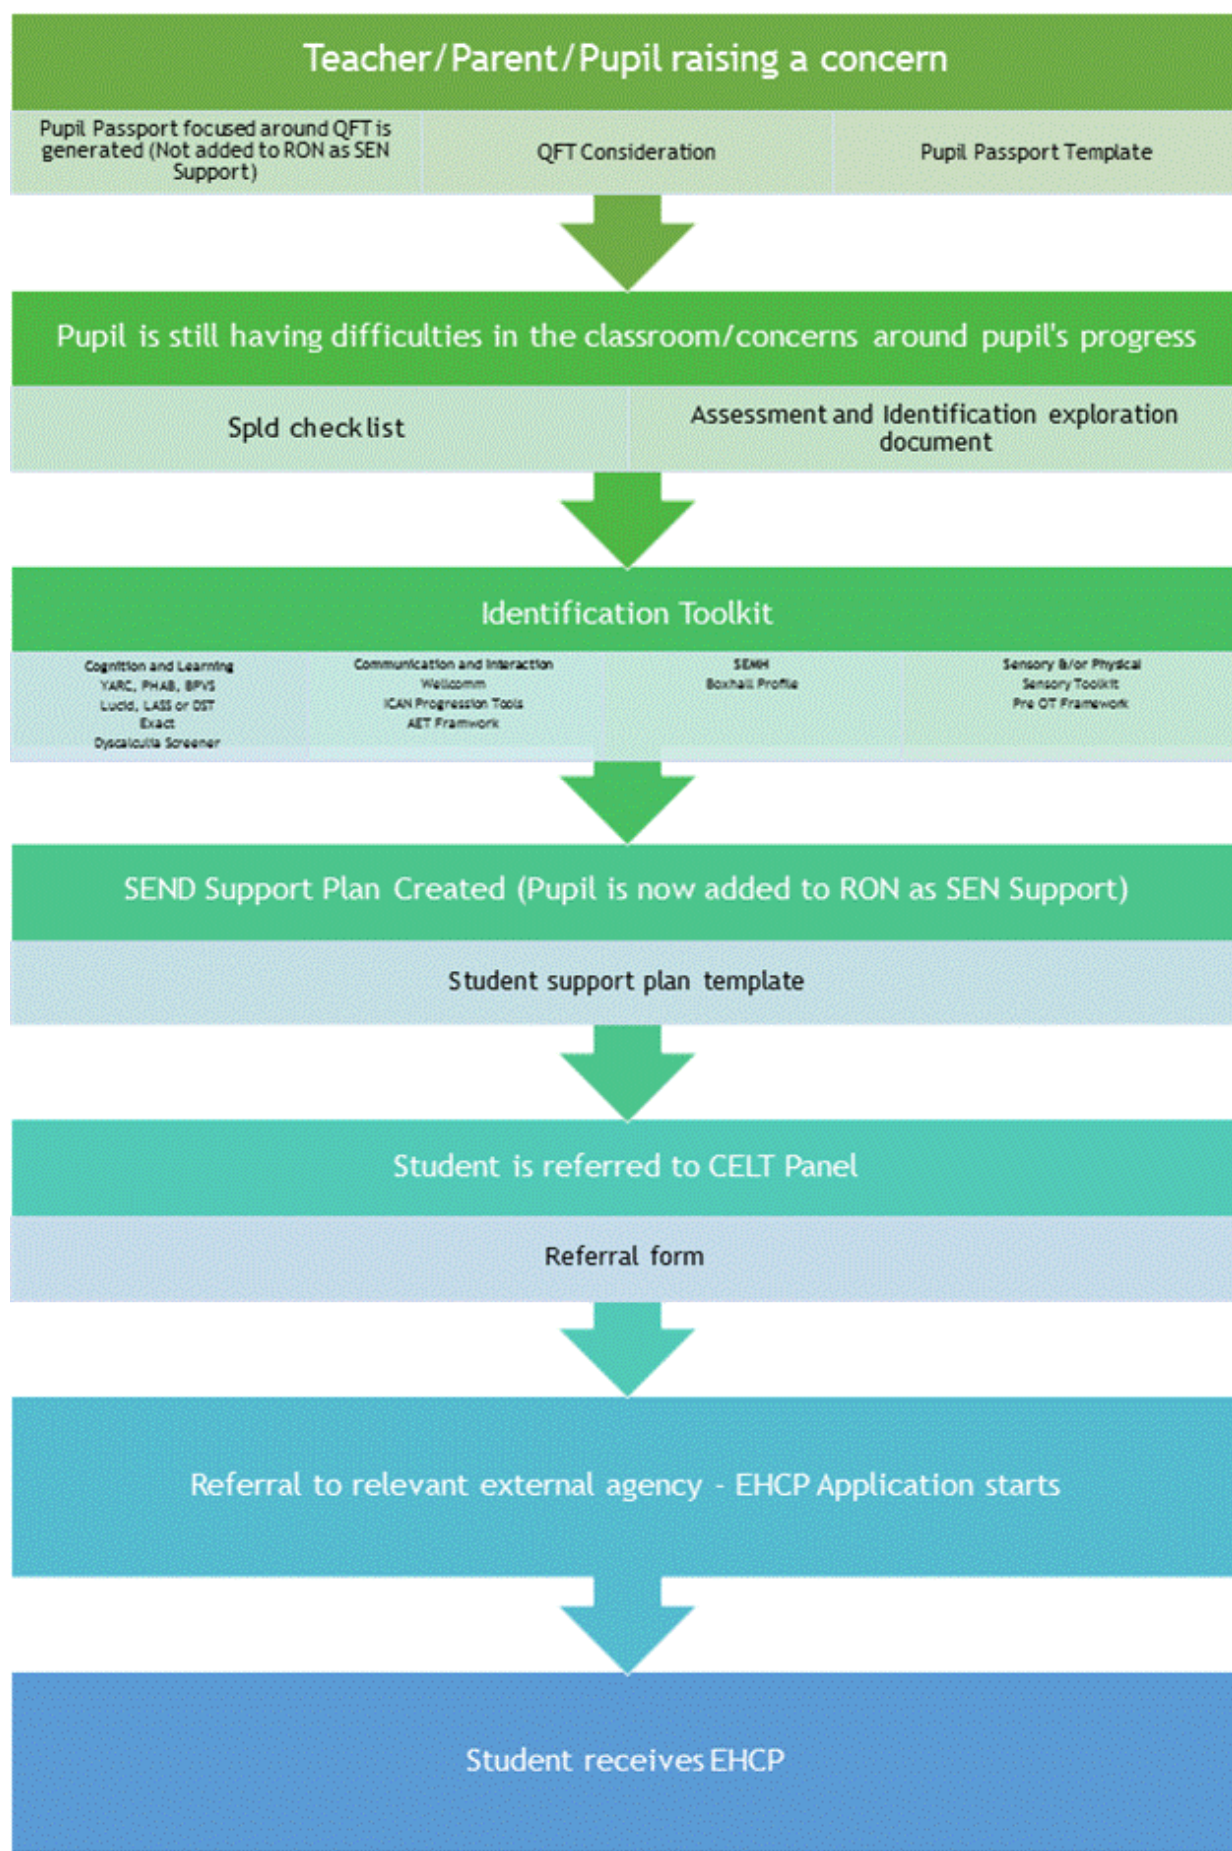 Teacher/Parent/Pupil raising a concern
Pupil Passport focused around QFT is
generated (Not added to RON as SEN
Support)
QFT Consideration
Pupil Passport Template
Pupil is still having difficulties in the classroom/concerns around pupil's progress
Spld checklist
Assessment and Identification exploration
document
Identification Toolkit
Cognition and Learning
YARC, PHAB, BPVS
Lucid, LASS or DST
Exact
Dyscalculia Screener
Communication and Interaction
Wellcomm
ICAN Progression Tools
AET Framwork
SEMH
Boxhall Profile
Sensory &/or Physical
Sensory Toolkit
Pre OT Framework
SEND Support Plan Created (Pupil is now added to RON as SEN Support)
Student support plan template
Student is referred to CELT Panel
Referral form
Referral to relevant external agency - EHCP Application starts
Student receives EHCP